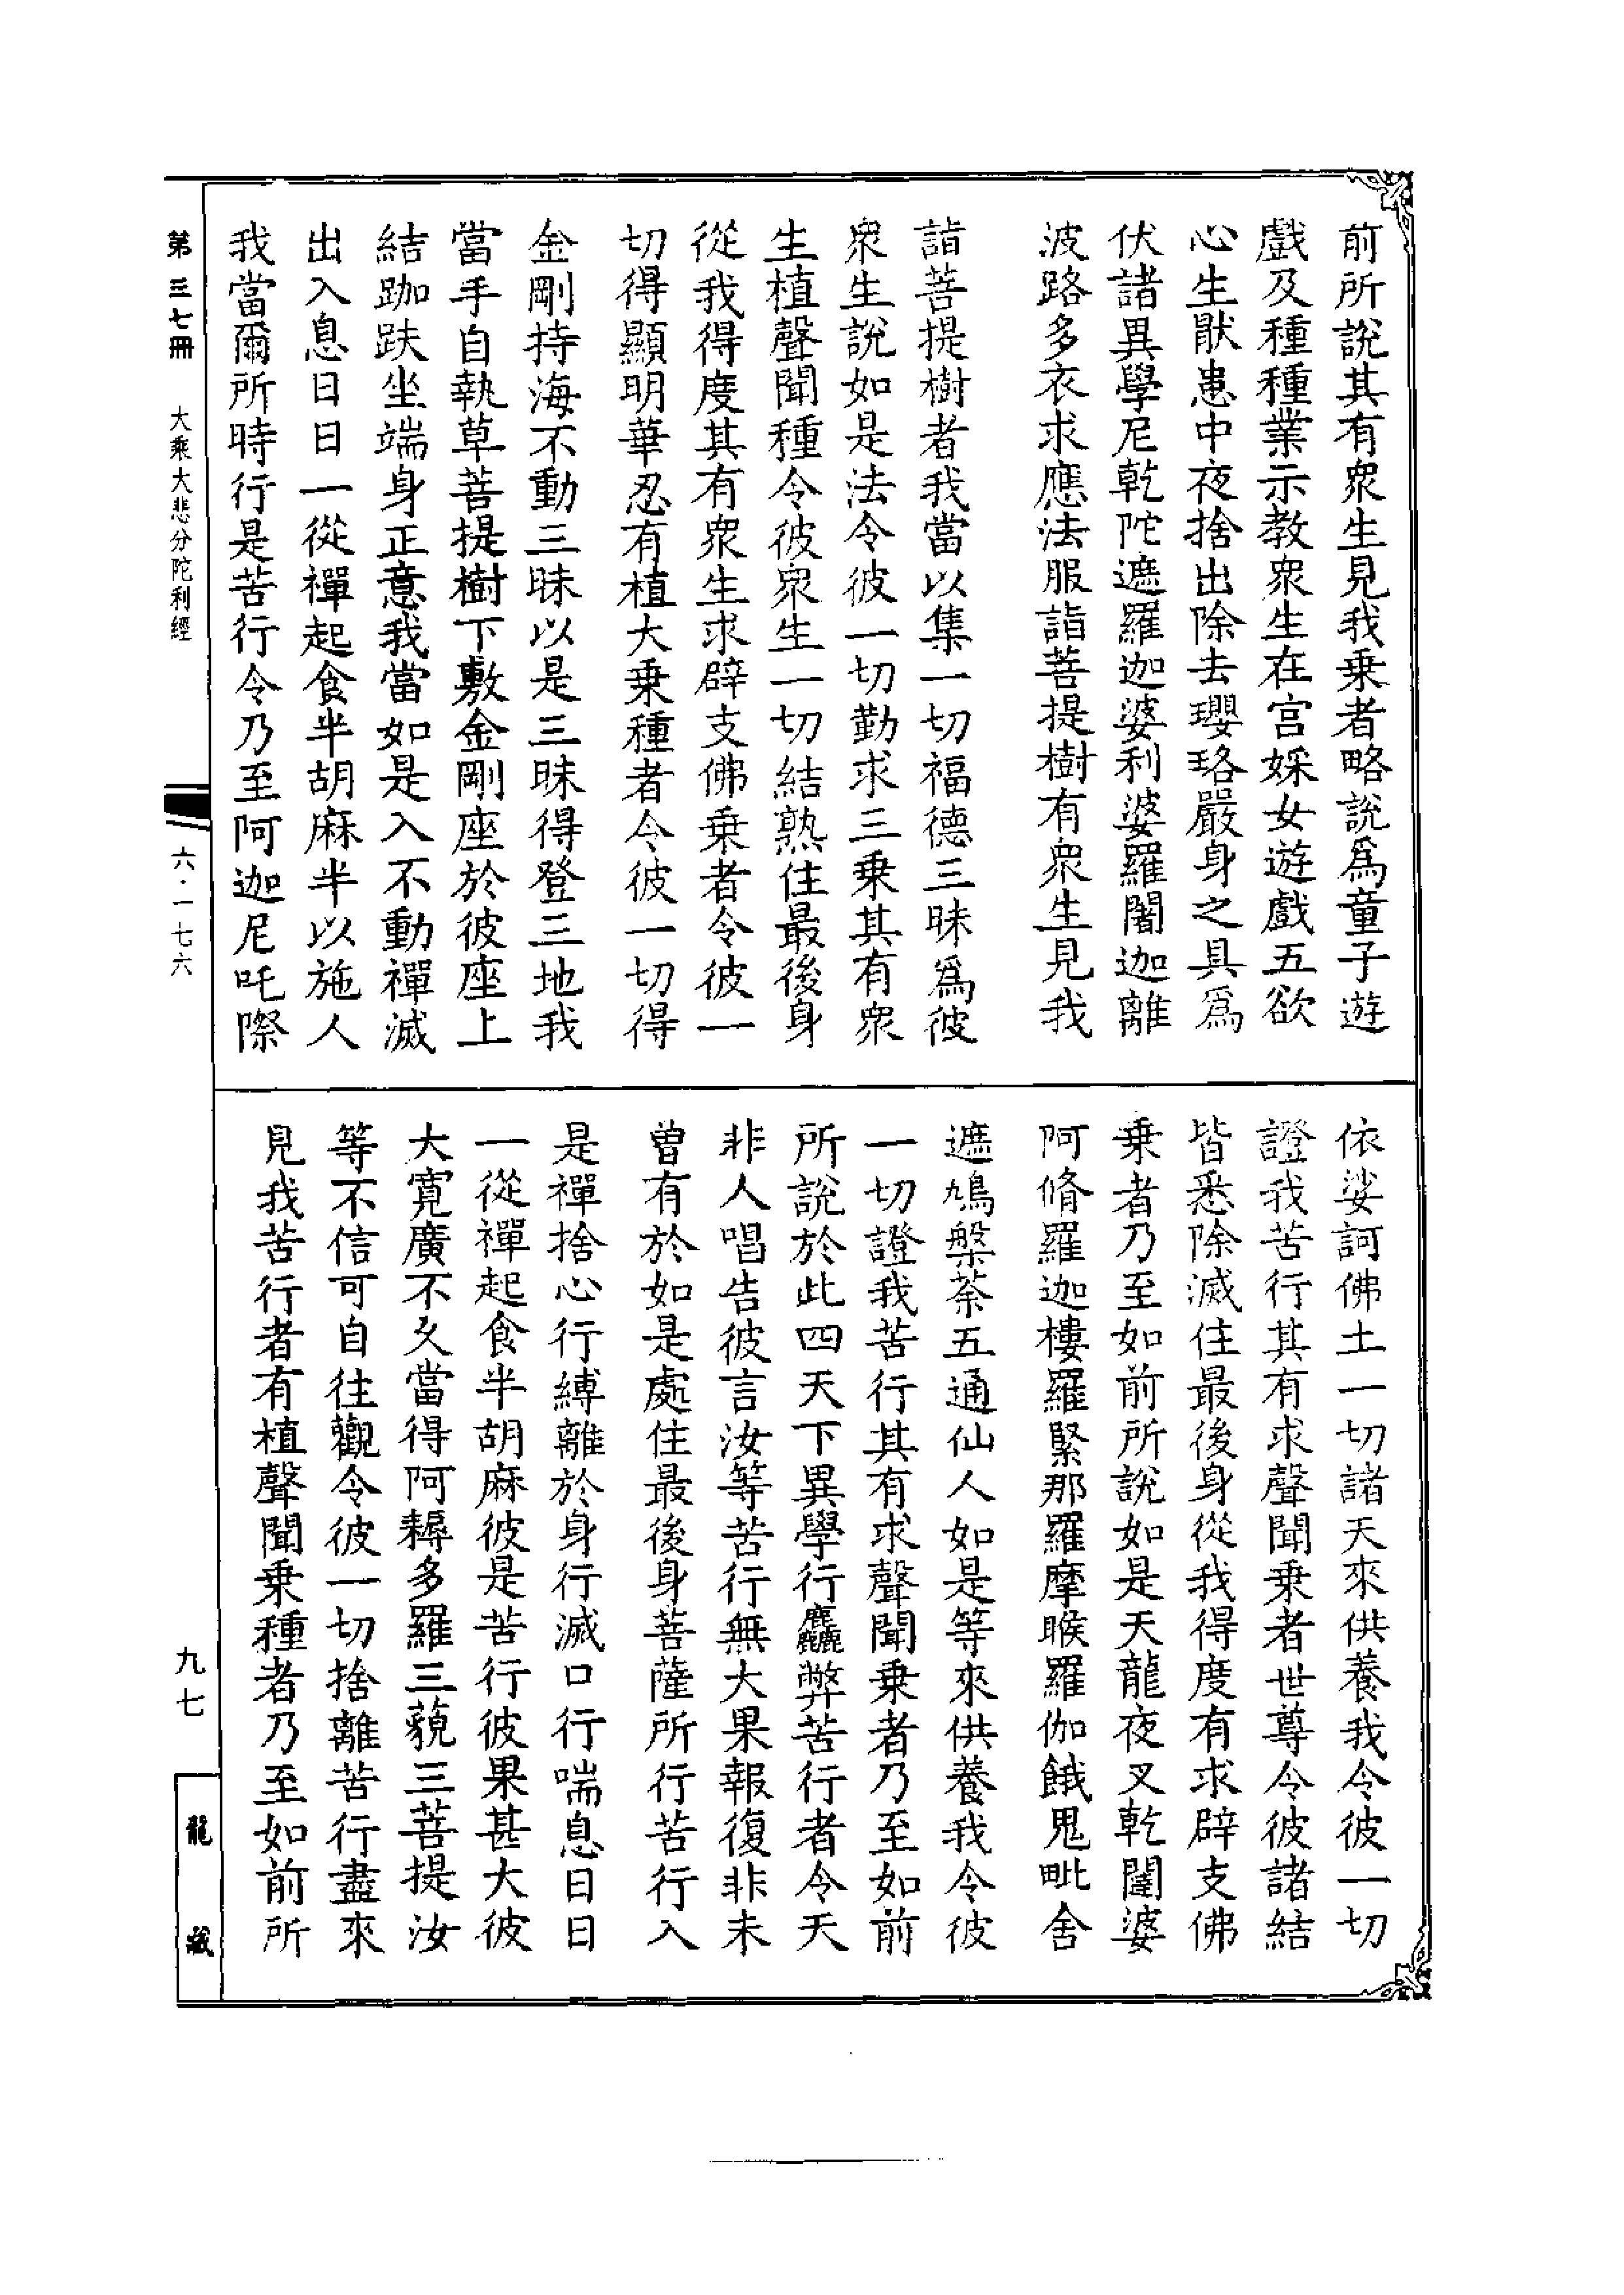 前所說其有衆生見我乗者略說爲童子遊
戲及種種業示教衆生在宫婇女遊戲五欲
心生猒患中夜捨出除去瓔珞嚴身之具爲
伏諸異學尼乾陀遮羅迦婆利婆羅闍迦離
波路多衣求應法服詣菩提樹有衆生見我
詣菩提樹者我當以集一切福德三昧爲彼
衆生說如是法令彼一切勤求三乗其有衆
生植聲聞種令彼衆生一切結熟住最後身
從我得度其有衆生求辟支佛乗者令彼一
切得顯明華忍有植大乗種者令彼一切得
金剛持海不動三昧以是三昧得登三地我
當手自執草菩提樹下敷金剛座於彼座上
結跏趺坐端身正意我當如是入不動禪滅
出入息日日一從禪起食半胡麻半以施人
我當爾所時行是苦行令乃至阿迦尼吒際
依娑訶佛土一切諸天來供養我令彼一切
證我苦行其有求聲聞乗者世尊令彼諸結
皆悉除滅住最後身從我得度有求辟支佛
乗者乃至如前所說如是天龍夜叉乾闥婆
阿脩羅迦樓羅緊那羅摩睺羅伽餓鬼毗舍
遮鳩槃荼五通仙人如是等來供養我令彼
一切證我苦行其有求聲聞乗者乃至如前
所說於此四天下異學行麤弊苦行者令天
非人唱告彼言汝等苦行無大果報復非未
曽有於如是處住最後身菩薩所行苦行入
是禪捨心行縛離於身行滅口行喘息日日
一從禪起食半胡麻彼是苦行彼果甚大彼
大寛廣不久當得阿耨多羅三藐三菩提汝
等不信可自往觀令彼一切捨離苦行盡來
見我苦行者有植聲聞乗種者乃至如前所
第三七冊　大乘大悲分陀利經
六·一七六
九七
龍藏